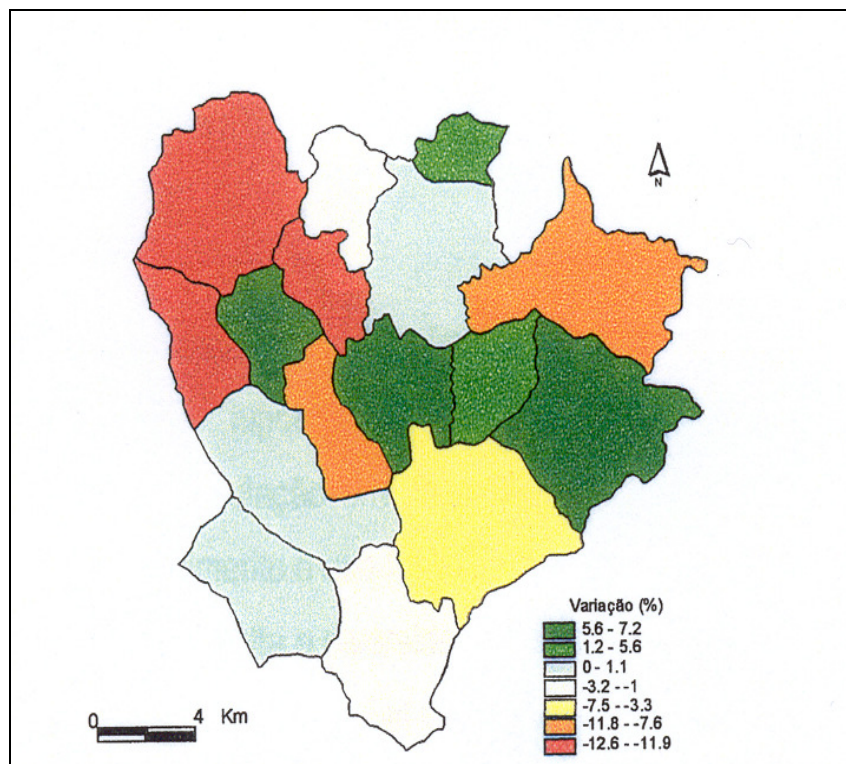 N
Variação (%)
5.6 - 7.2
1.2 - 5.6
0 - 1.1
-3.2 --1
-7.5 --3.3
-11.8 --7.6
-12.6 --11.9
0 4 Km